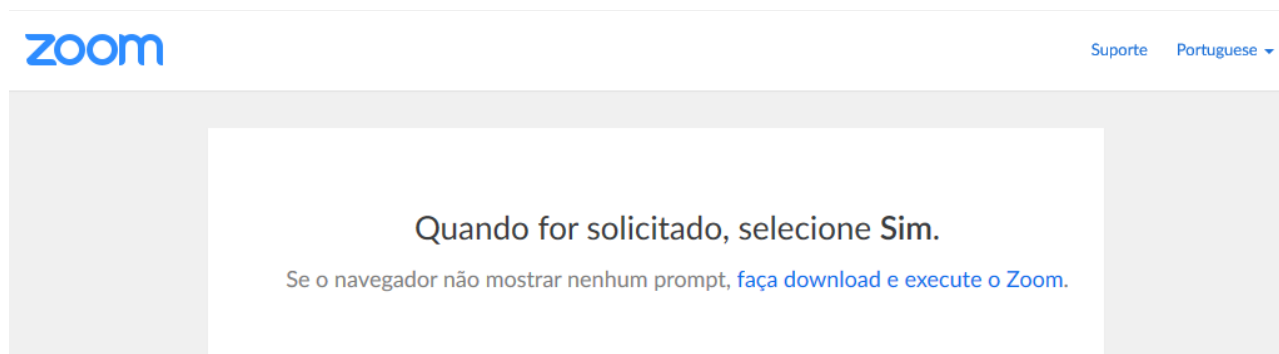 zoom
Suporte Portuguese
Quando for solicitado, selecione Sim.
Se o navegador não mostrar nenhum prompt, faça download e execute o Zoom.